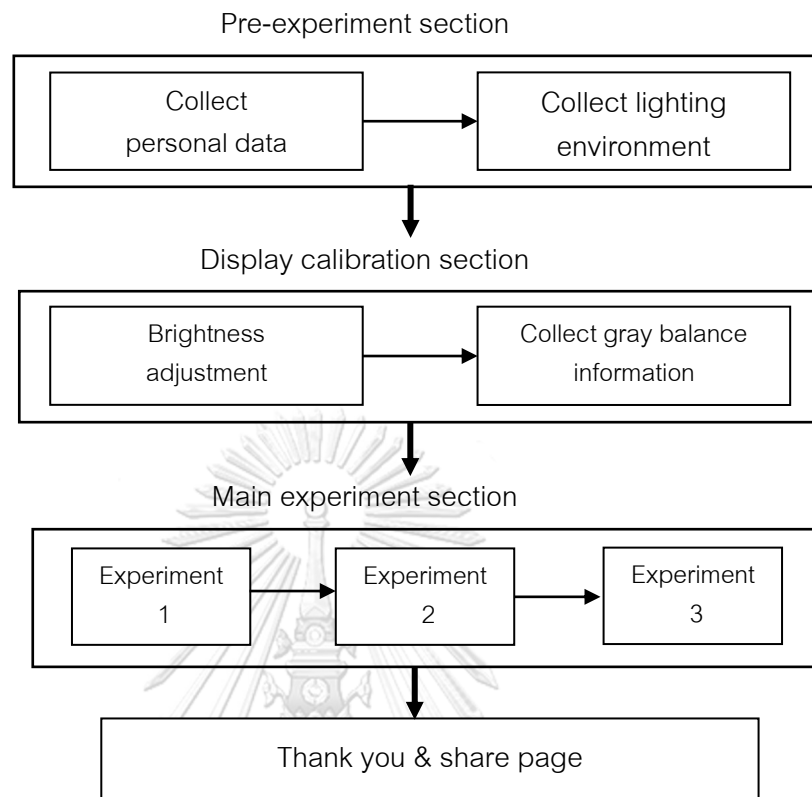 Pre-experiment section
Collect
personal data
Collect lighting
environment
Display calibration section
Brightness
adjustment
Collect gray balance
information
Main experiment section
Experiment
1
Experiment
2
Experiment
3
Thank you & share page